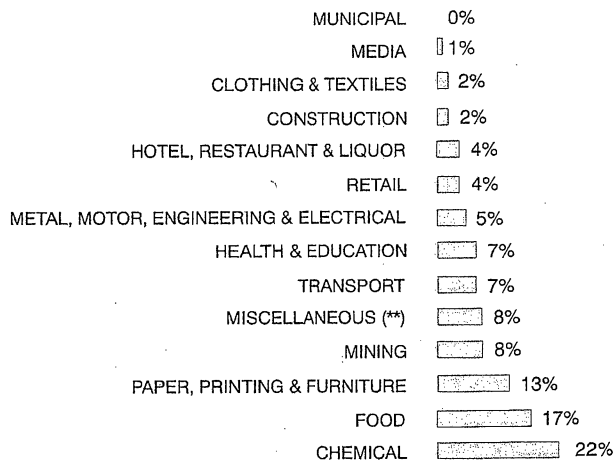 MUNICIPAL 0%
MEDIA 1%
CLOTHING & TEXTILES 2%
CONSTRUCTION 2%
HOTEL, RESTAURANT & LIQUOR 4%
RETAIL 4%
METAL, MOTOR, ENGINEERING & ELECTRICAL 5%
HEALTH & EDUCATION 7%
TRANSPORT 7%
MISCELLANEOUS (**) 8%
MINING 8%
PAPER, PRINTING & FURNITURE 13%
FOOD 17%
CHEMICAL 22%